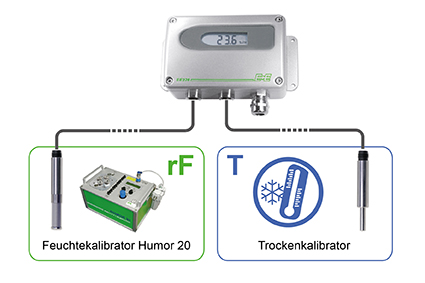 23.6
rF
T
Feuchtekalibrator Humor 20
Trockenkalibrator